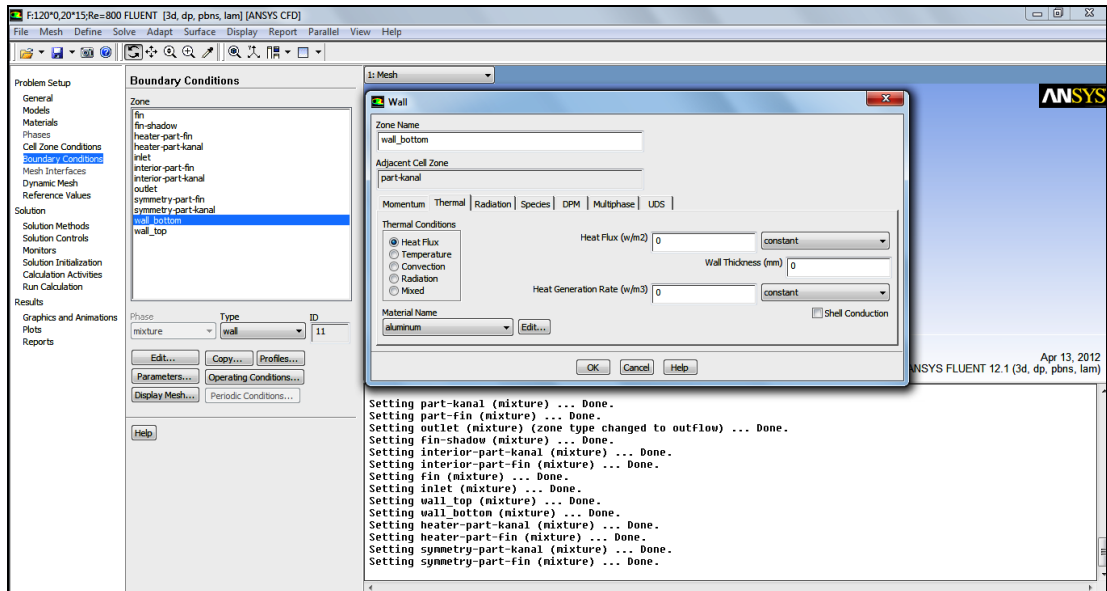 F:120*0,20*15;Re=800 FLUENT [3d, dp, pbns, lam] [ANSYS CFD]
File Mesh Define Solve Adapt Surface Display Report Parallel View Help
Problem Setup
General
Models
Materials
Phases
Cell Zone Conditions
Boundary Conditions
Mesh Interfaces
Dynamic Mesh
Reference Values
Solution
Solution Methods
Solution Controls
Monitors
Solution Initialization
Calculation Activities
Run Calculation
Results
Graphics and Animations
Plots
Reports
Boundary Conditions
Zone
fin
fin-shadow
heater-part-fin
heater-part-kanal
inlet
interior-part-fin
interior-part-kanal
outlet
symmetry-part-fin
symmetry-part-kanal
wall_bottom
wall_top
Phase Type ID
mixture wall 11
Edit... Copy... Profiles...
Parameters... Operating Conditions...
Display Mesh... Periodic Conditions...
Help
1: Mesh
ANSYS
Wall
Zone Name
wall_bottom
Adjacent Cell Zone
part-kanal
Momentum Thermal Radiation Species DPM Multiphase UDS
Thermal Conditions
Heat Flux
Temperature
Convection
Radiation
Mixed
Heat Flux (w/m2) 0 constant
Wall Thickness (mm) 0
Heat Generation Rate (w/m3) 0 constant
Shell Conduction
Material Name
aluminum Edit...
OK Cancel Help
Apr 13, 2012
ANSYS FLUENT 12.1 (3d, dp, pbns, lam)
Setting part-kanal (mixture) ... Done.
Setting part-fin (mixture) ... Done.
Setting outlet (mixture) (zone type changed to outflow) ... Done.
Setting fin-shadow (mixture) ... Done.
Setting interior-part-kanal (mixture) ... Done.
Setting interior-part-fin (mixture) ... Done.
Setting fin (mixture) ... Done.
Setting inlet (mixture) ... Done.
Setting wall_top (mixture) ... Done.
Setting wall_bottom (mixture) ... Done.
Setting heater-part-kanal (mixture) ... Done.
Setting heater-part-fin (mixture) ... Done.
Setting symmetry-part-kanal (mixture) ... Done.
Setting symmetry-part-fin (mixture) ... Done.